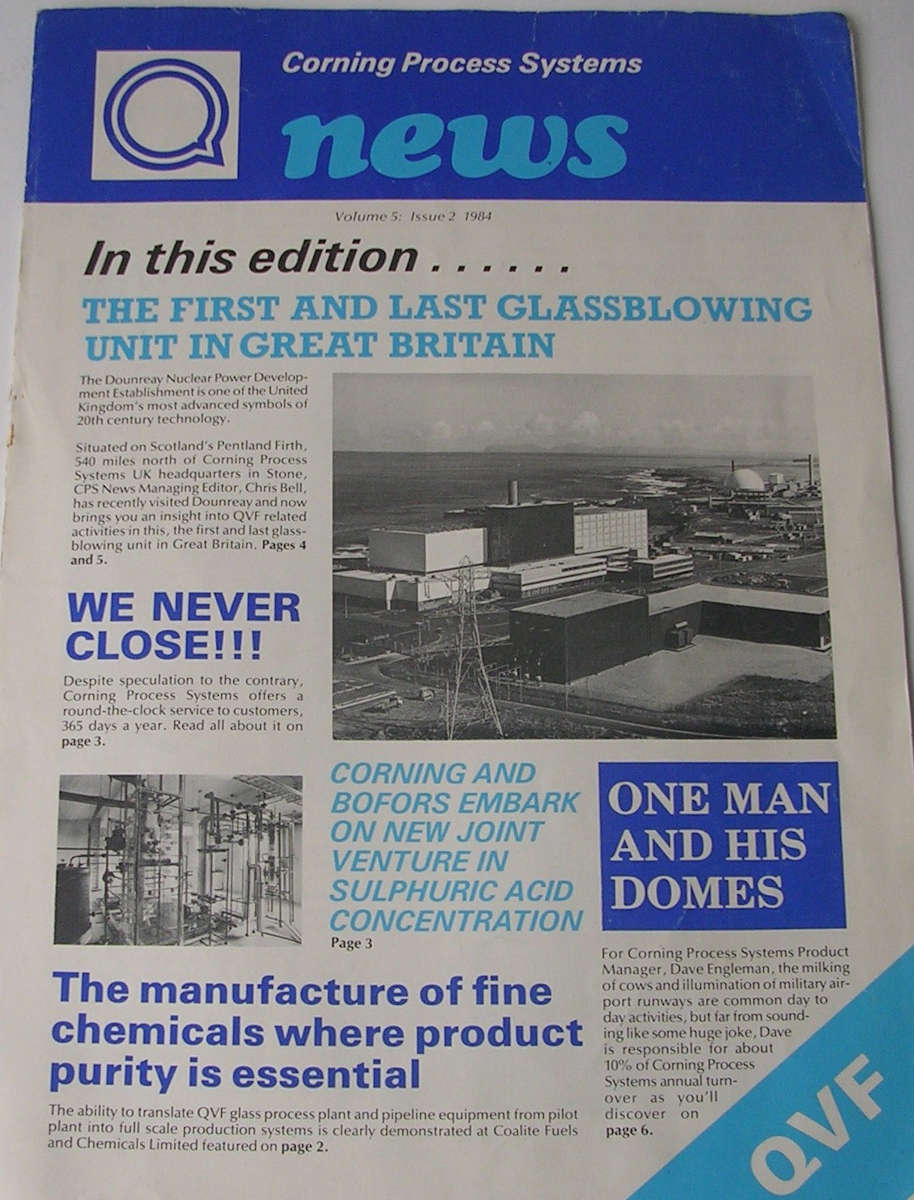 Corning Process Systems
news
Volume 5: Issue 2 1984
In this edition . . . . . .
THE FIRST AND LAST GLASSBLOWING
UNIT IN GREAT BRITAIN
The Dounreay Nuclear Power Develop-
ment Establishment is one of the United
Kingdom's most advanced symbols of
20th century technology.
Situated on Scotland's Pentland Firth,
540 miles north of Corning Process
Systems UK headquarters in Stone,
CPS News Managing Editor, Chris Bell,
has recently visited Dounreay and now
brings you an insight into QVF related
activities in this, the first and last glass-
blowing unit in Great Britain. Pages 4
and 5.
WE NEVER
CLOSE!!!
Despite speculation to the contrary,
Corning Process Systems offers a
round-the-clock service to customers,
365 days a year. Read all about it on
page 3.
CORNING AND
BOFORS EMBARK
ON NEW JOINT
VENTURE IN
SULPHURIC ACID
CONCENTRATION
Page 3
ONE MAN
AND HIS
DOMES
For Corning Process Systems Product
Manager, Dave Engleman, the milking
of cows and illumination of military air-
port runways are common day to
day activities, but far from sound-
ing like some huge joke, Dave
is responsible for about
10% of Corning Process
Systems annual turn-
over as you'll
discover on
page 6.
The manufacture of fine
chemicals where product
purity is essential
The ability to translate QVF glass process plant and pipeline equipment from pilot
plant into full scale production systems is clearly demonstrated at Coalite Fuels
and Chemicals Limited featured on page 2.
QVF